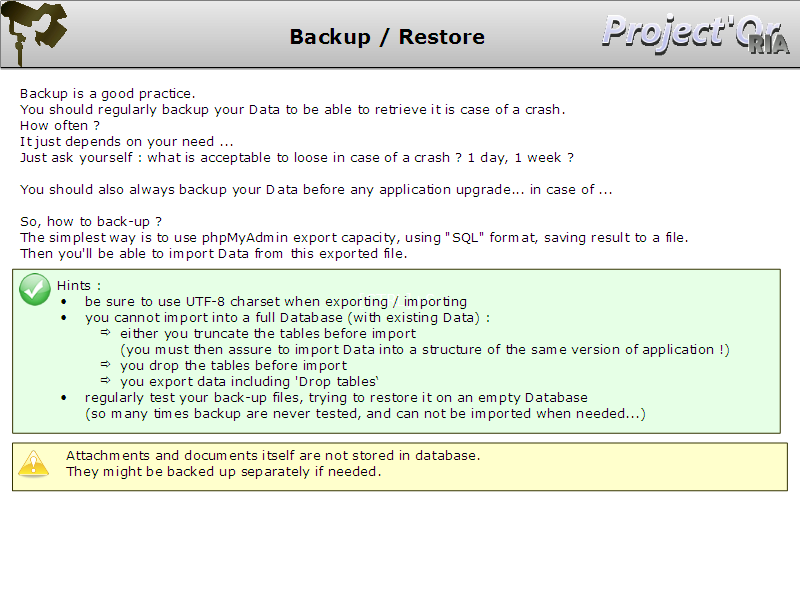 Backup / Restore
Project'Or
RIA
Backup is a good practice.
You should regularly backup your Data to be able to retrieve it is case of a crash.
How often ?
It just depends on your need ...
Just ask yourself : what is acceptable to loose in case of a crash ? 1 day, 1 week ?
You should also always backup your Data before any application upgrade... in case of ...
So, how to back-up ?
The simplest way is to use phpMyAdmin export capacity, using "SQL" format, saving result to a file.
Then you'll be able to import Data from this exported file.
Hints :
• be sure to use UTF-8 charset when exporting / importing
• you cannot import into a full Database (with existing Data) :
⇨ either you truncate the tables before import
(you must then assure to import Data into a structure of the same version of application !)
⇨ you drop the tables before import
⇨ you export data including 'Drop tables'
• regularly test your back-up files, trying to restore it on an empty Database
(so many times backup are never tested, and can not be imported when needed...)
Attachments and documents itself are not stored in database.
They might be backed up separately if needed.